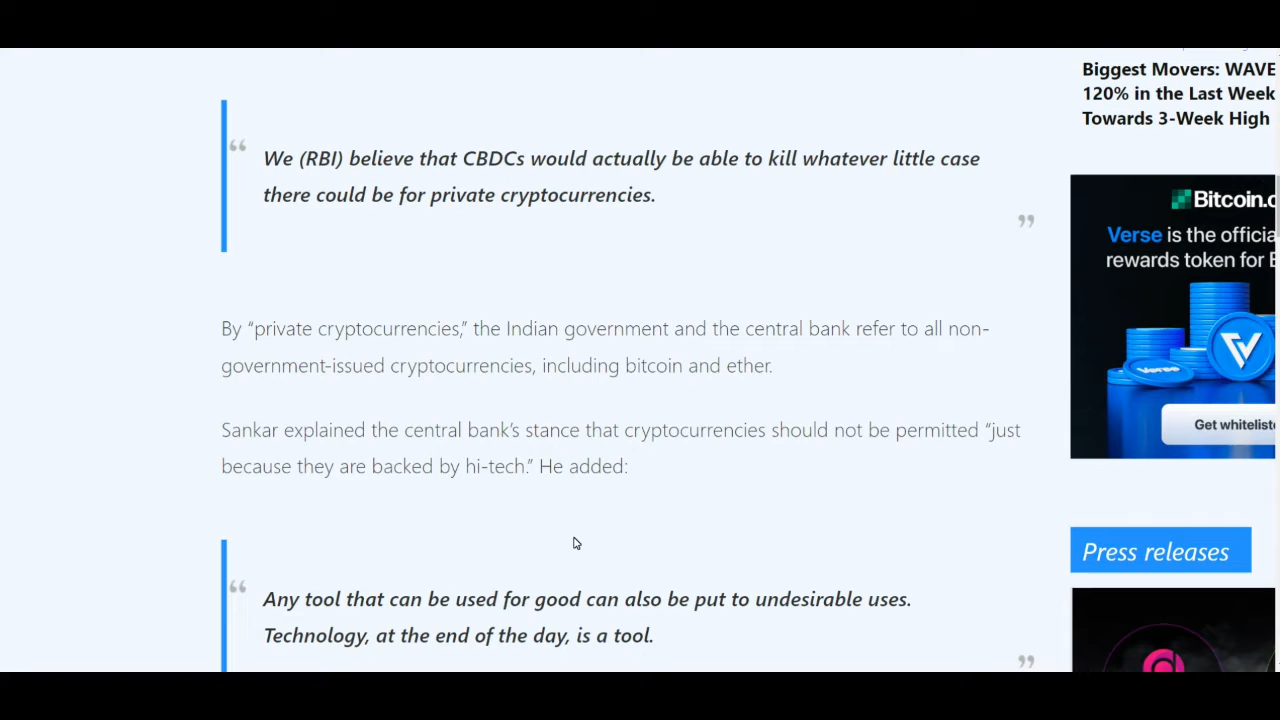 Biggest Movers: WAVE
120% in the Last Week
Towards 3-Week High
“
We (RBI) believe that CBDCs would actually be able to kill whatever little case
there could be for private cryptocurrencies.
”
Bitcoin.c
Verse is the officia
rewards token for B
Verse
Get whiteliste
By “private cryptocurrencies,” the Indian government and the central bank refer to all non-
government-issued cryptocurrencies, including bitcoin and ether.
Sankar explained the central bank’s stance that cryptocurrencies should not be permitted “just
because they are backed by hi-tech.” He added:
Press releases
“
Any tool that can be used for good can also be put to undesirable uses.
Technology, at the end of the day, is a tool.
”